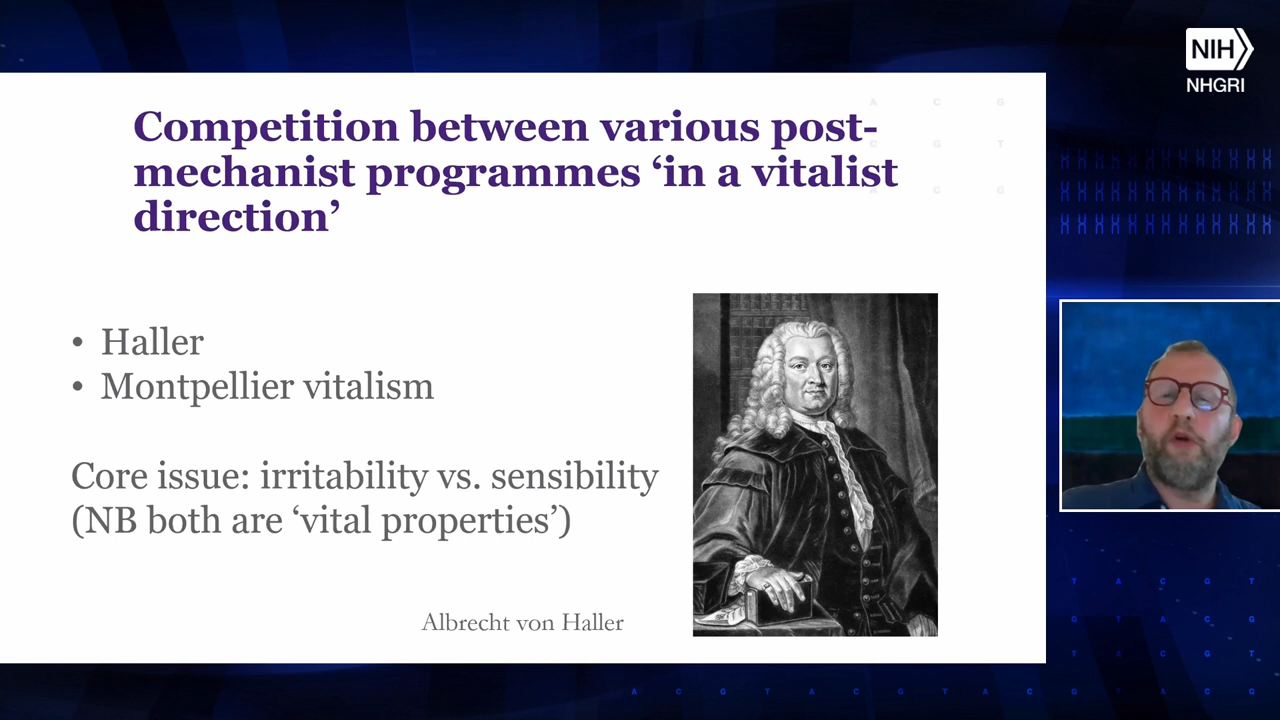 NIH
NHGRI
Competition between various post-
mechanist programmes ‘in a vitalist
direction’
• Haller
• Montpellier vitalism
Core issue: irritability vs. sensibility
(NB both are ‘vital properties’)
Albrecht von Haller
A C G
C G T
A C G
T A C G T
G T A C G
T A C G T
A C G T A C G T A C G T A C G